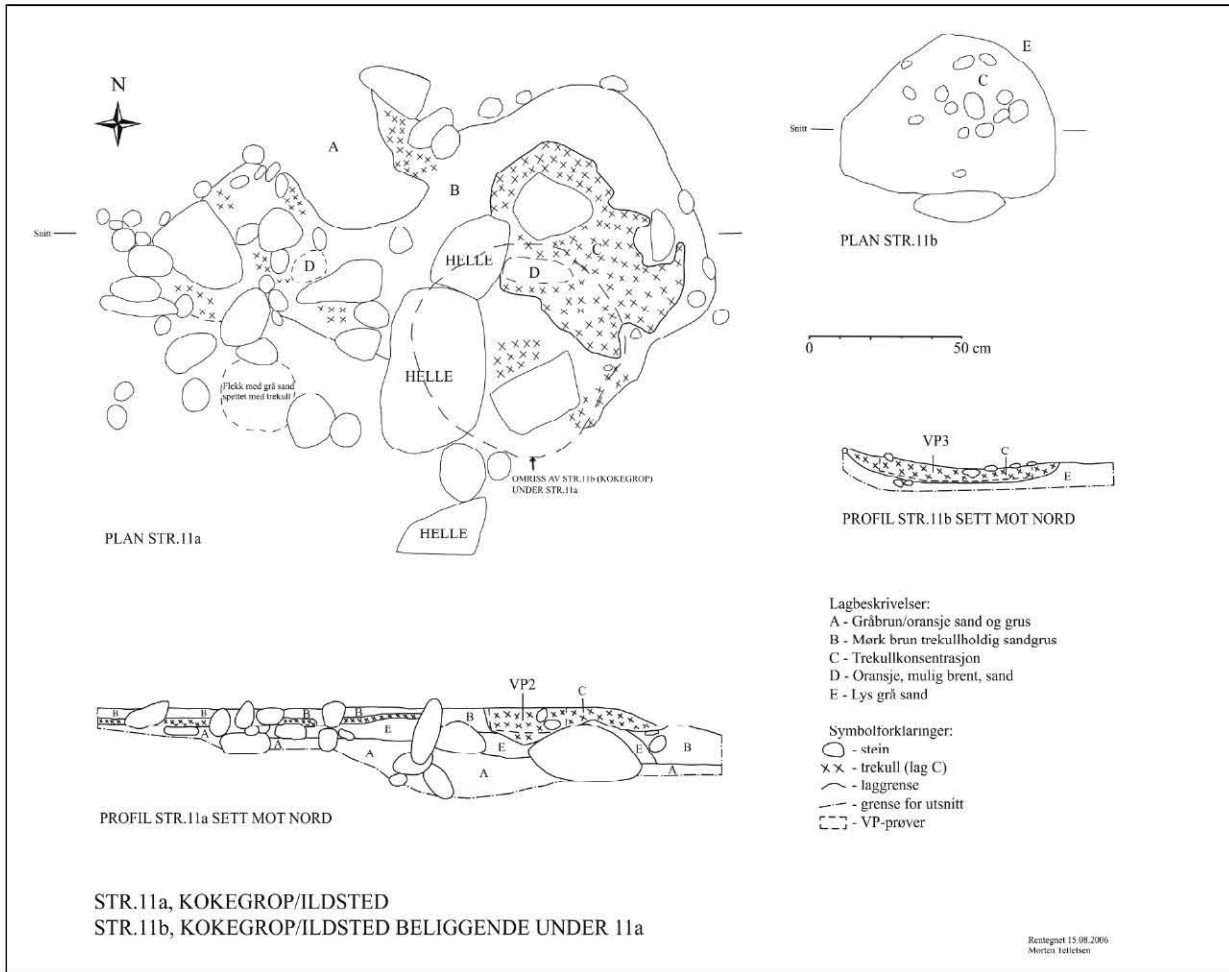 N
A
B
C
D
D
Snitt
HELLE
HELLE
HELLE
Flekk med grå sand
spettet med trekull
OMRISS AV STR.11b (KOKEGROP)
UNDER STR.11a
PLAN STR.11a
E
C
Snitt
PLAN STR.11b
0 50 cm
VP3
C
E
PROFIL STR.11b SETT MOT NORD
Lagbeskrivelser:
A - Gråbrun/oransje sand og grus
B - Mørk brun trekullholdig sandgrus
C - Trekullkonsentrasjon
D - Oransje, mulig brent, sand
E - Lys grå sand
Symbolforklaringer:
- stein
- trekull (lag C)
- laggrense
- grense for utsnitt
- VP-prøver
VP2
C
B B B B B
E E E B
A A A A A
PROFIL STR.11a SETT MOT NORD
STR.11a, KOKEGROP/ILDSTED
STR.11b, KOKEGROP/ILDSTED BELIGGENDE UNDER 11a
Rentegnet 15.08.2006
Morten Tellefsen